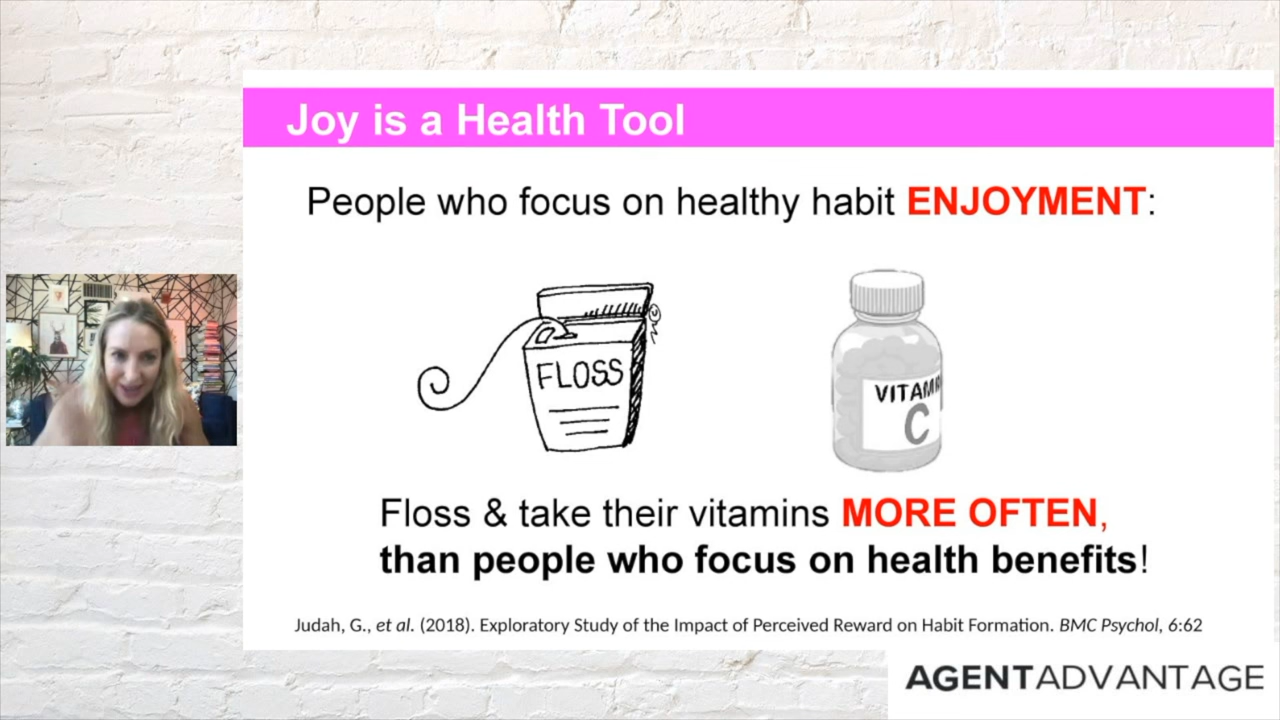 Joy is a Health Tool
People who focus on healthy habit ENJOYMENT:
FLOSS
VITAMI
C
Floss & take their vitamins MORE OFTEN,
than people who focus on health benefits!
Judah, G., et al. (2018). Exploratory Study of the Impact of Perceived Reward on Habit Formation. BMC Psychol, 6:62
AGENTADVANTAGE